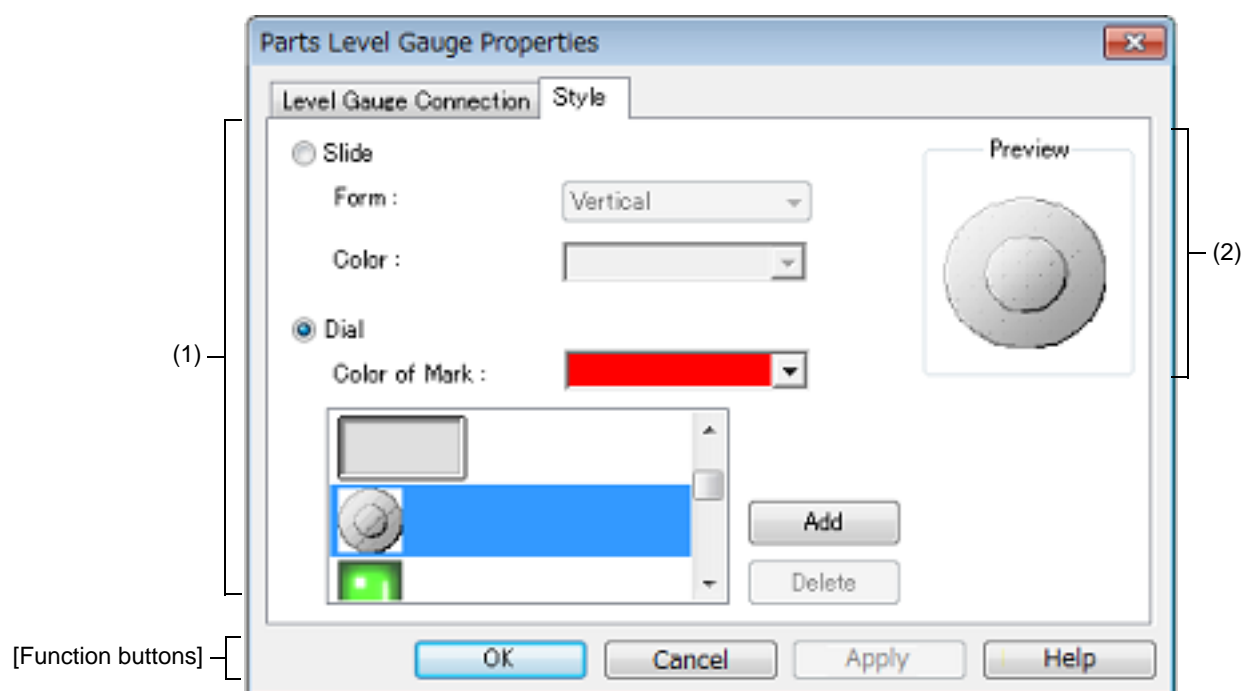 Parts Level Gauge Properties
Level Gauge Connection Style
Slide
Preview
Form :
Vertical
Color :
(2)
Dial
(1)
Color of Mark :
Add
Delete
[Function buttons]
OK Cancel Apply Help